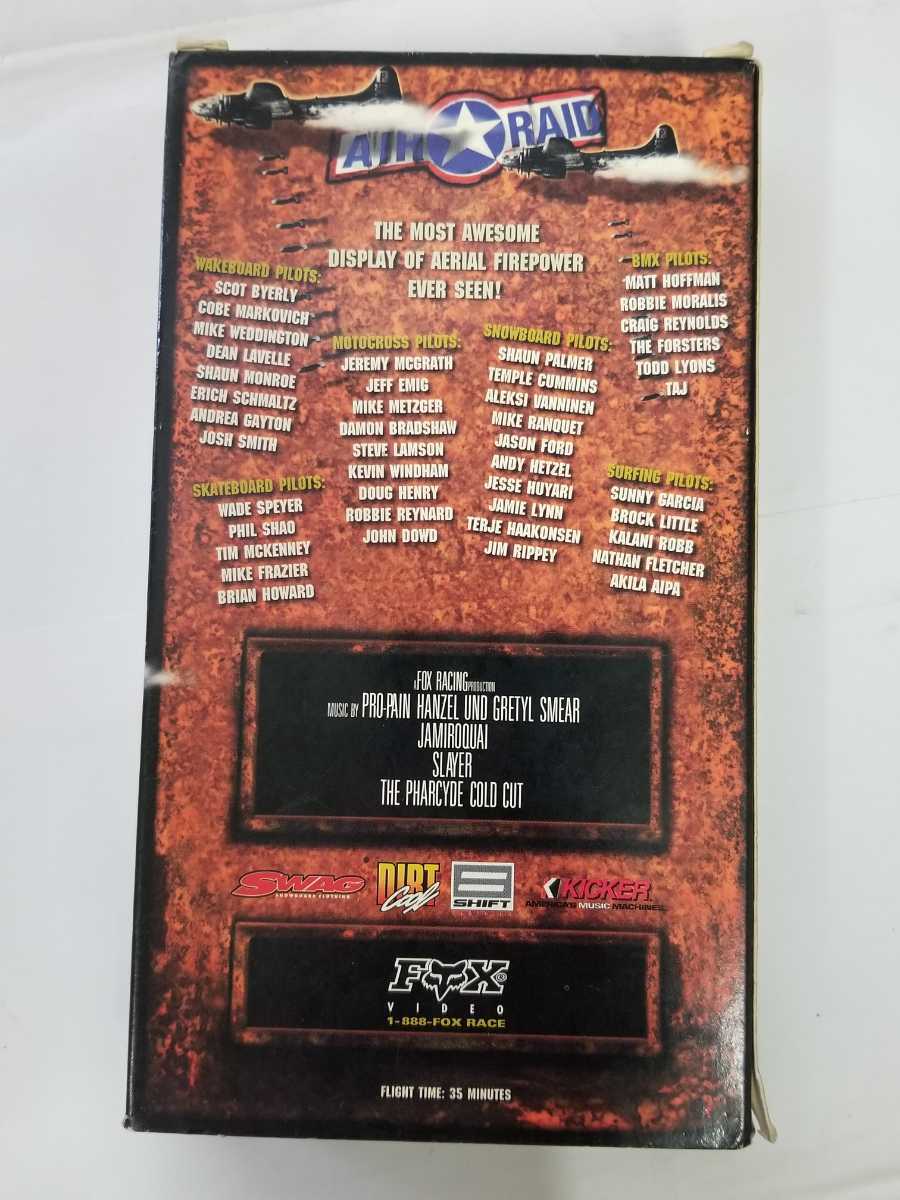 AIR RAID
THE MOST AWESOME
DISPLAY OF AERIAL FIREPOWER
EVER SEEN!
WAKEBOARD PILOTS:
SCOT BYERLY
COBE MARKOVICH
MIKE WEDDINGTON
DEAN LAVELLE
SHAUN MONROE
ERICH SCHMALTZ
ANDREA GAYTON
JOSH SMITH
SKATEBOARD PILOTS:
WADE SPEYER
PHIL SHAO
TIM MCKENNEY
MIKE FRAZIER
BRIAN HOWARD
MOTOCROSS PILOTS:
JEREMY MCGRATH
JEFF EMIG
MIKE METZGER
DAMON BRADSHAW
STEVE LAMSON
KEVIN WINDHAM
DOUG HENRY
ROBBIE REYNARD
JOHN DOWD
SNOWBOARD PILOTS:
SHAUN PALMER
TEMPLE CUMMINS
ALEKSI VANNINEN
MIKE RANQUET
JASON FORD
ANDY HETZEL
JESSE HUYARI
JAMIE LYNN
TERJE HAAKONSEN
JIM RIPPEY
BMX PILOTS:
MATT HOFFMAN
ROBBIE MORALIS
CRAIG REYNOLDS
THE FORSTERS
TODD LYONS
TAJ
SURFING PILOTS:
SUNNY GARCIA
BROCK LITTLE
KALANI ROBB
NATHAN FLETCHER
AKILA AIPA
A FOX RACING PRODUCTION
MUSIC BY PRO-PAIN HANZEL UND GRETYL SMEAR
JAMIROQUAI
SLAYER
THE PHARCYDE COLD CUT
SWAG®
SNOWBOARD CLOTHING
DIRT
Cool
SHIFT
KICKER
AMERICA'S MUSIC MACHINE
FOX
VIDEO
1-888-FOX RACE
FLIGHT TIME: 35 MINUTES